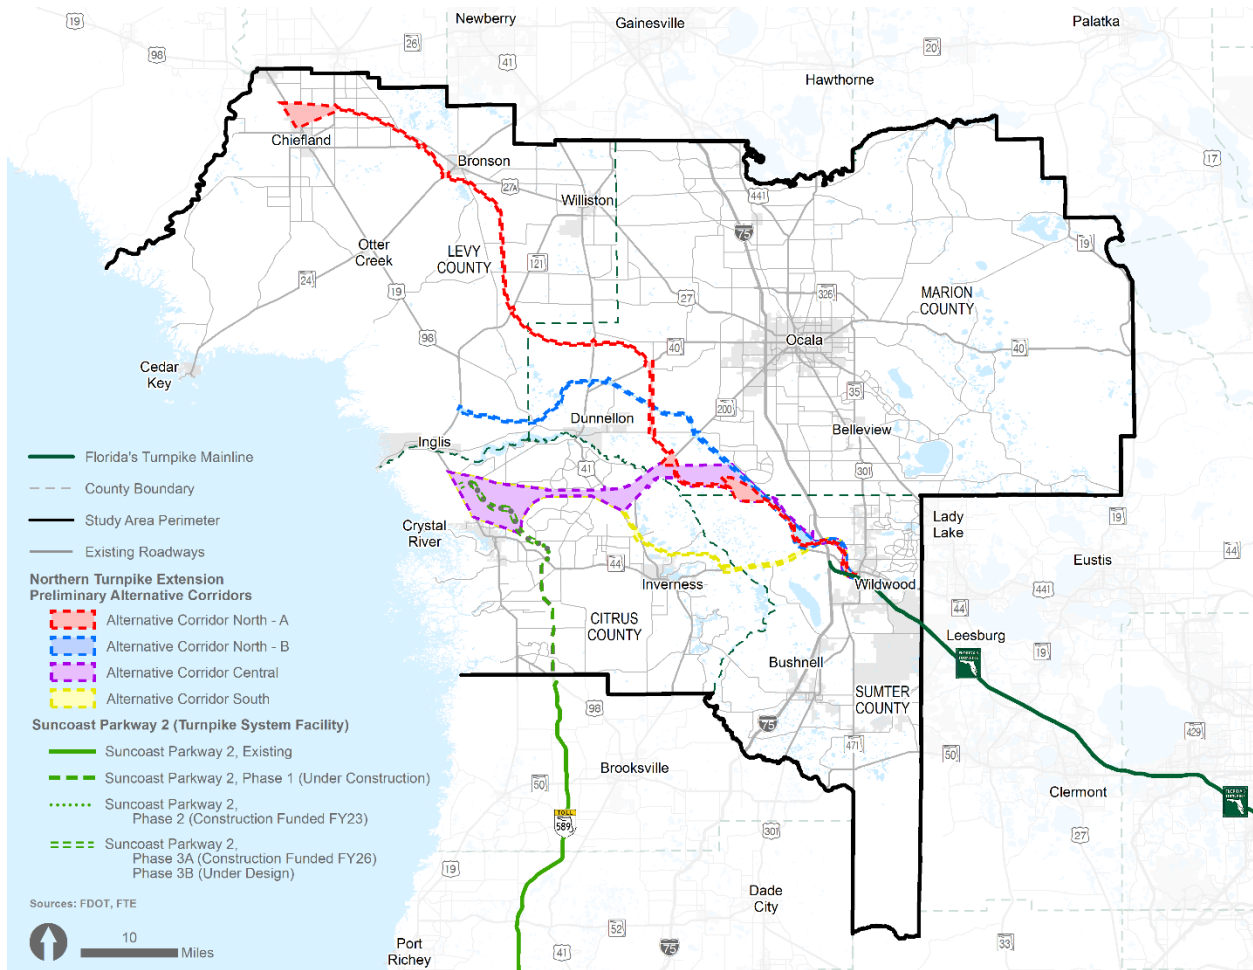 19
Newberry
Gainesville
Palatka
98
26
41
20
Hawthorne
17
Chiefland
Bronson
27A
Williston
441
75
19
Otter
Creek
LEVY
COUNTY
121
24
19
27
326
MARION
COUNTY
98
40
Ocala
40
Cedar
Key
35
200
Dunnellon
Belleview
Inglis
41
301
Crystal
River
Lady
Lake
19
44
Eustis
44
Inverness
Wildwood
441
44
CITRUS
COUNTY
Leesburg
19
Bushnell
SUMTER
COUNTY
98
75
471
50
429
Brooksville
50
Clermont
TOLL
589
301
27
19
Dade
City
52
41
75
33
Port
Richey
Florida's Turnpike Mainline
County Boundary
Study Area Perimeter
Existing Roadways
Northern Turnpike Extension
Preliminary Alternative Corridors
Alternative Corridor North - A
Alternative Corridor North - B
Alternative Corridor Central
Alternative Corridor South
Suncoast Parkway 2 (Turnpike System Facility)
Suncoast Parkway 2, Existing
Suncoast Parkway 2, Phase 1 (Under Construction)
Suncoast Parkway 2,
Phase 2 (Construction Funded FY23)
Suncoast Parkway 2,
Phase 3A (Construction Funded FY26)
Phase 3B (Under Design)
Sources: FDOT, FTE
10
Miles